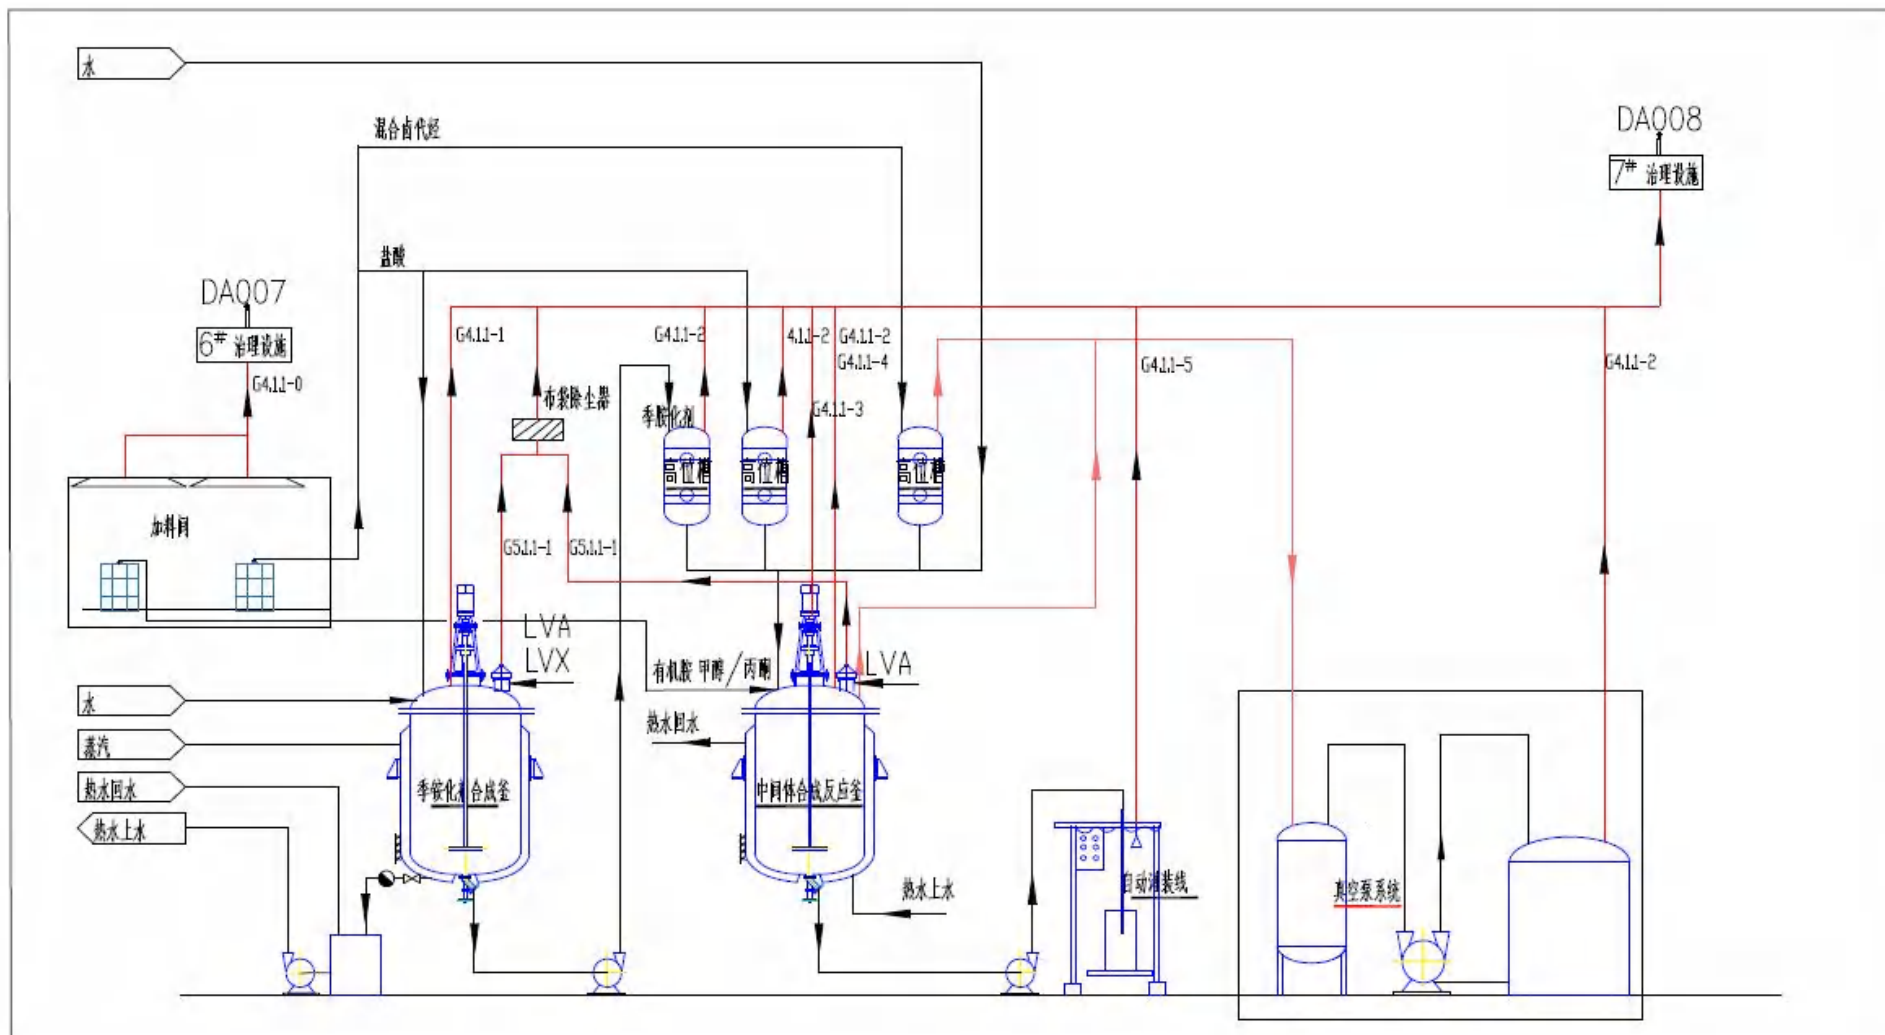 水
混合卤代烃
DA008
7# 治理设施
盐酸
DA007
6# 治理设施
G4.1.1-0
G4.1.1-1
G4.1.1-2
4.1.1-2
G4.1.1-2
G4.1.1-4
G4.1.1-5
G4.1.1-2
布袋除尘器
季胺化剂
G4.1.1-3
高位槽
高位槽
高位槽
加料间
G5.1.1-1
G5.1.1-1
LVA
LVX
有机胺 甲醇/丙酮
LVA
水
热水回水
蒸汽
热水回水
季铵化剂合成釜
中间体合成反应釜
热水上水
热水上水
自动灌装线
真空泵系统